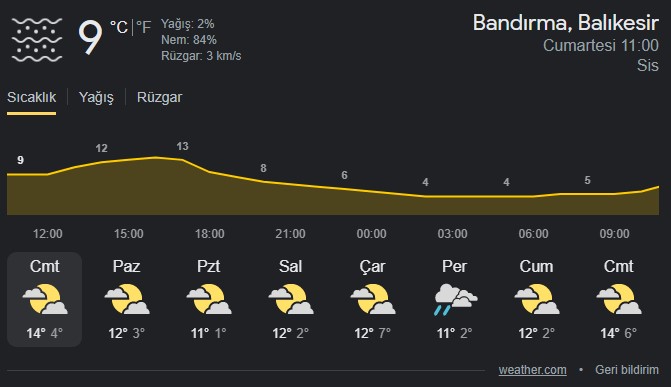 9 °C | °F
Yağış: 2%
Nem: 84%
Rüzgar: 3 km/s
Bandırma, Balıkesir
Cumartesi 11:00
Sis
Sıcaklık | Yağış | Rüzgar
9 12 13 8 6 4 4 5
12:00 15:00 18:00 21:00 00:00 03:00 06:00 09:00
Cmt Paz Pzt Sal Çar Per Cum Cmt
14° 4° 12° 3° 11° 1° 12° 2° 12° 7° 11° 2° 12° 2° 14° 6°
weather.com • Geri bildirim